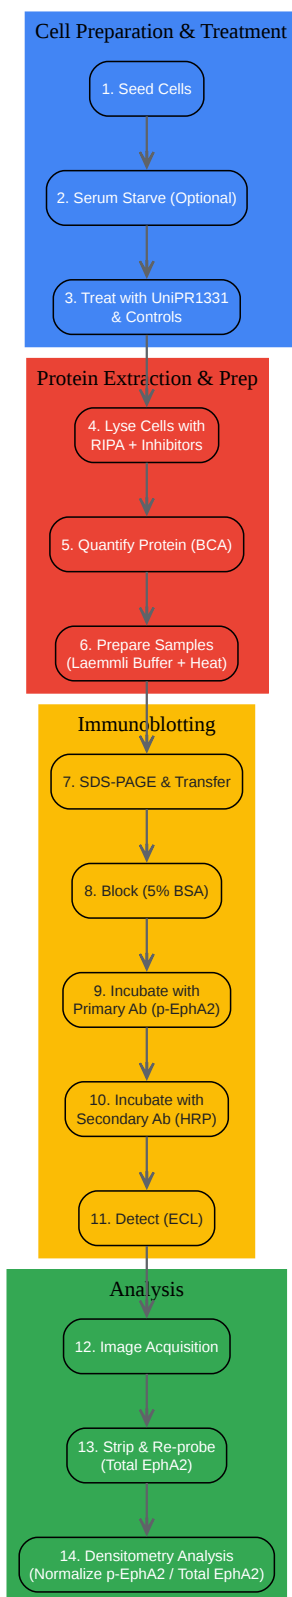 Cell Preparation & Treatment
1. Seed Cells
2. Serum Starve (Optional)
3. Treat with UniPR1331
& Controls
Protein Extraction & Prep
4. Lyse Cells with
RIPA + Inhibitors
5. Quantify Protein (BCA)
6. Prepare Samples
(Laemmli Buffer + Heat)
Immunoblotting
7. SDS-PAGE & Transfer
8. Block (5% BSA)
9. Incubate with
Primary Ab (p-EphA2)
10. Incubate with
Secondary Ab (HRP)
11. Detect (ECL)
Analysis
12. Image Acquisition
13. Strip & Re-probe
(Total EphA2)
14. Densitometry Analysis
(Normalize p-EphA2 / Total EphA2)